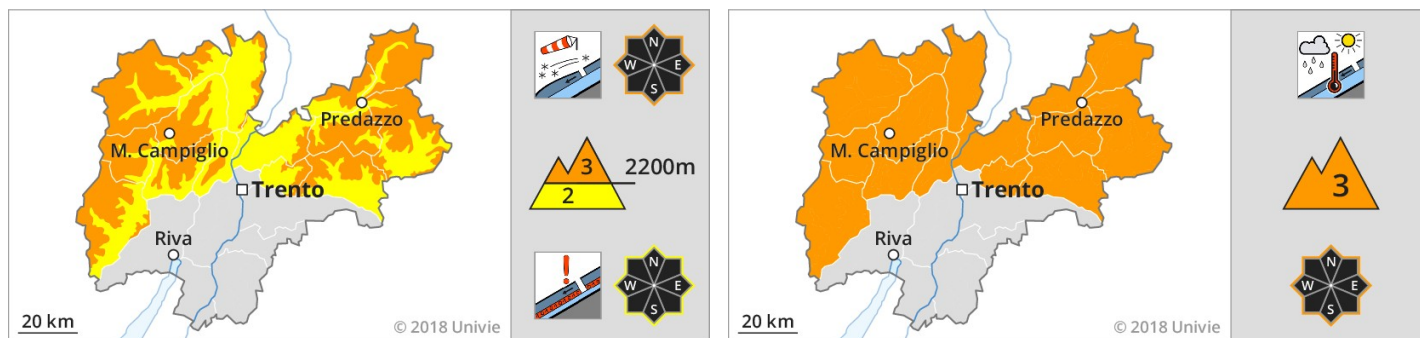 N
W E
S
Predazzo
M. Campiglio
3
2200m
2
Trento
Riva
N
W E
S
20 km
© 2018 Univie
Predazzo
M. Campiglio
3
Trento
Riva
N
W E
S
20 km
© 2018 Univie